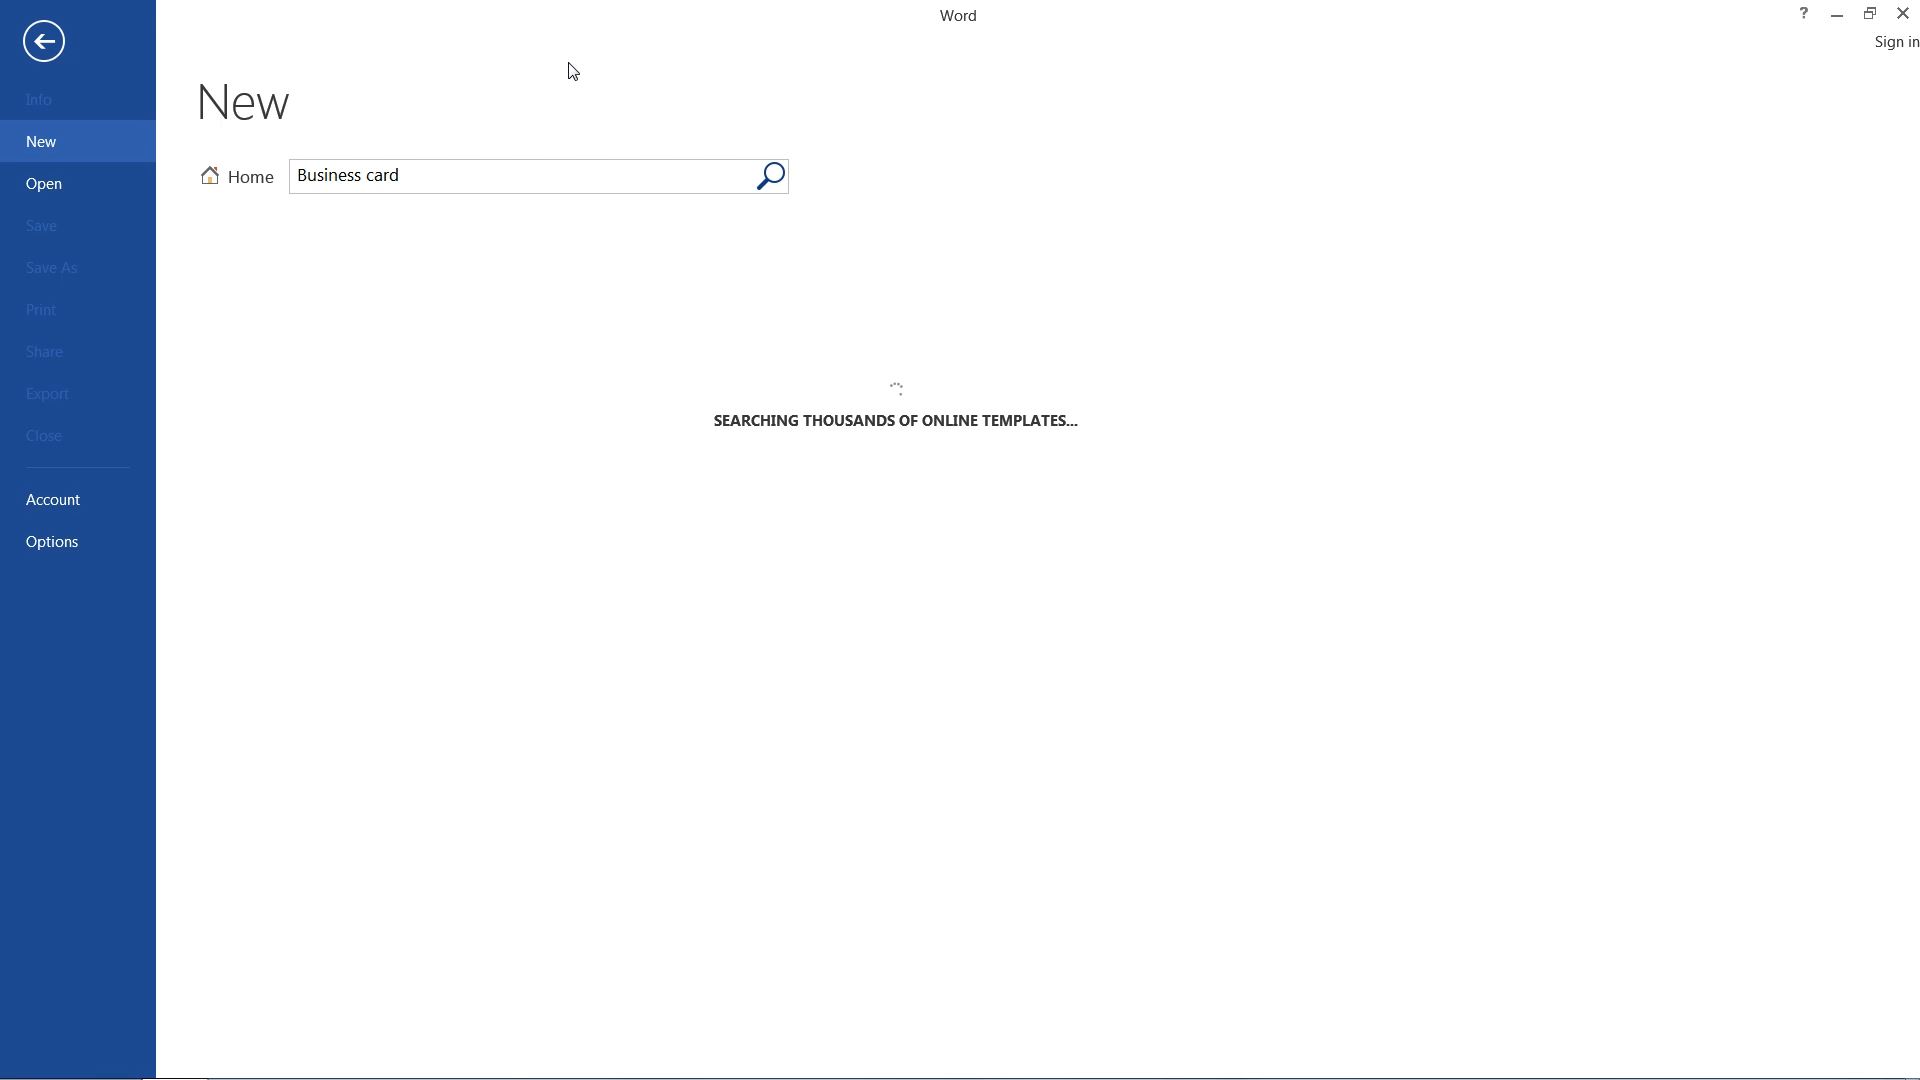 Word
?
Sign in
Info
New
Open
Save
Save As
Print
Share
Export
Close
Account
Options
New
Home
Business card
SEARCHING THOUSANDS OF ONLINE TEMPLATES...